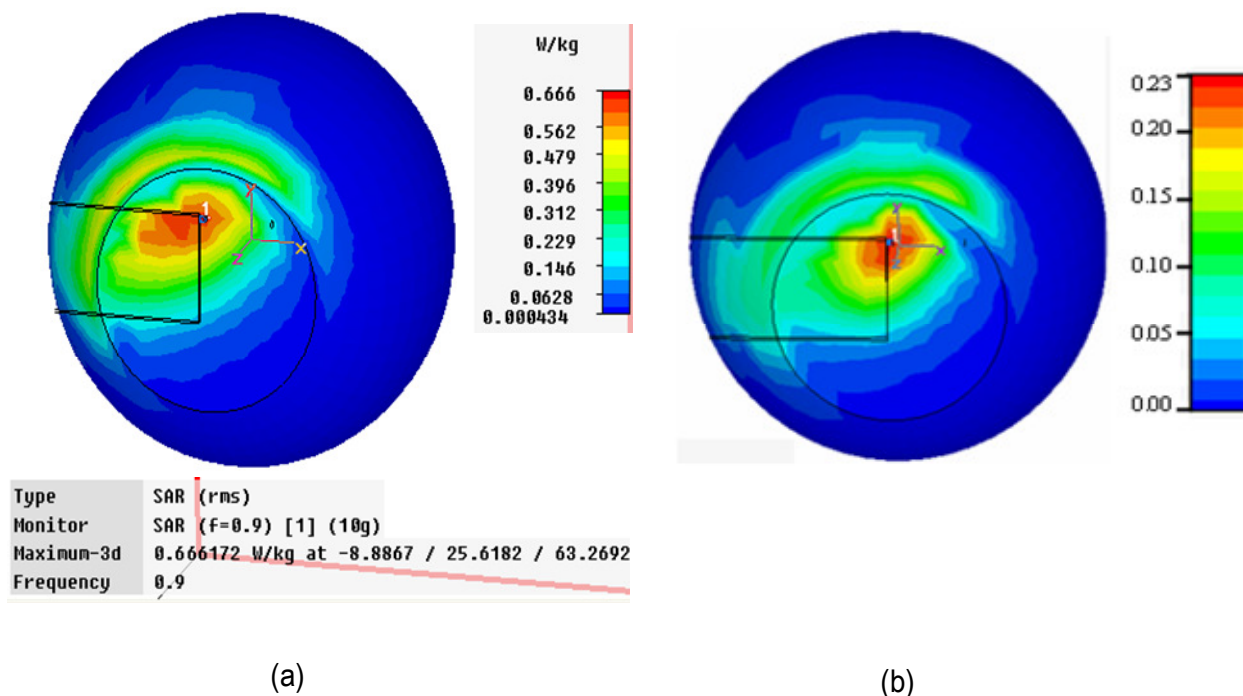 W/kg
0.666
0.562
0.479
0.396
0.312
0.229
0.146
0.0628
0.000434
1
Y
X
Z
Type SAR (rms)
Monitor SAR (f=0.9) [1] (10g)
Maximum-3d 0.666172 W/kg at -8.8867 / 25.6182 / 63.2692
Frequency 0.9
(a)
0.23
0.20
0.15
0.10
0.05
0.00
1
Y
X
Z
(b)